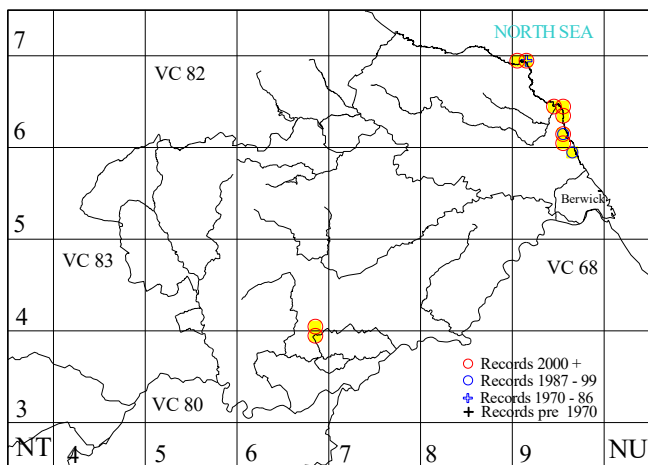 NORTH SEA
7
VC 82
6
Berwick
5
VC 83
VC 68
4
Records 2000 +
Records 1987 - 99
Records 1970 - 86
Records pre 1970
VC 80
3
NT 4 5 6 7 8 9 NU